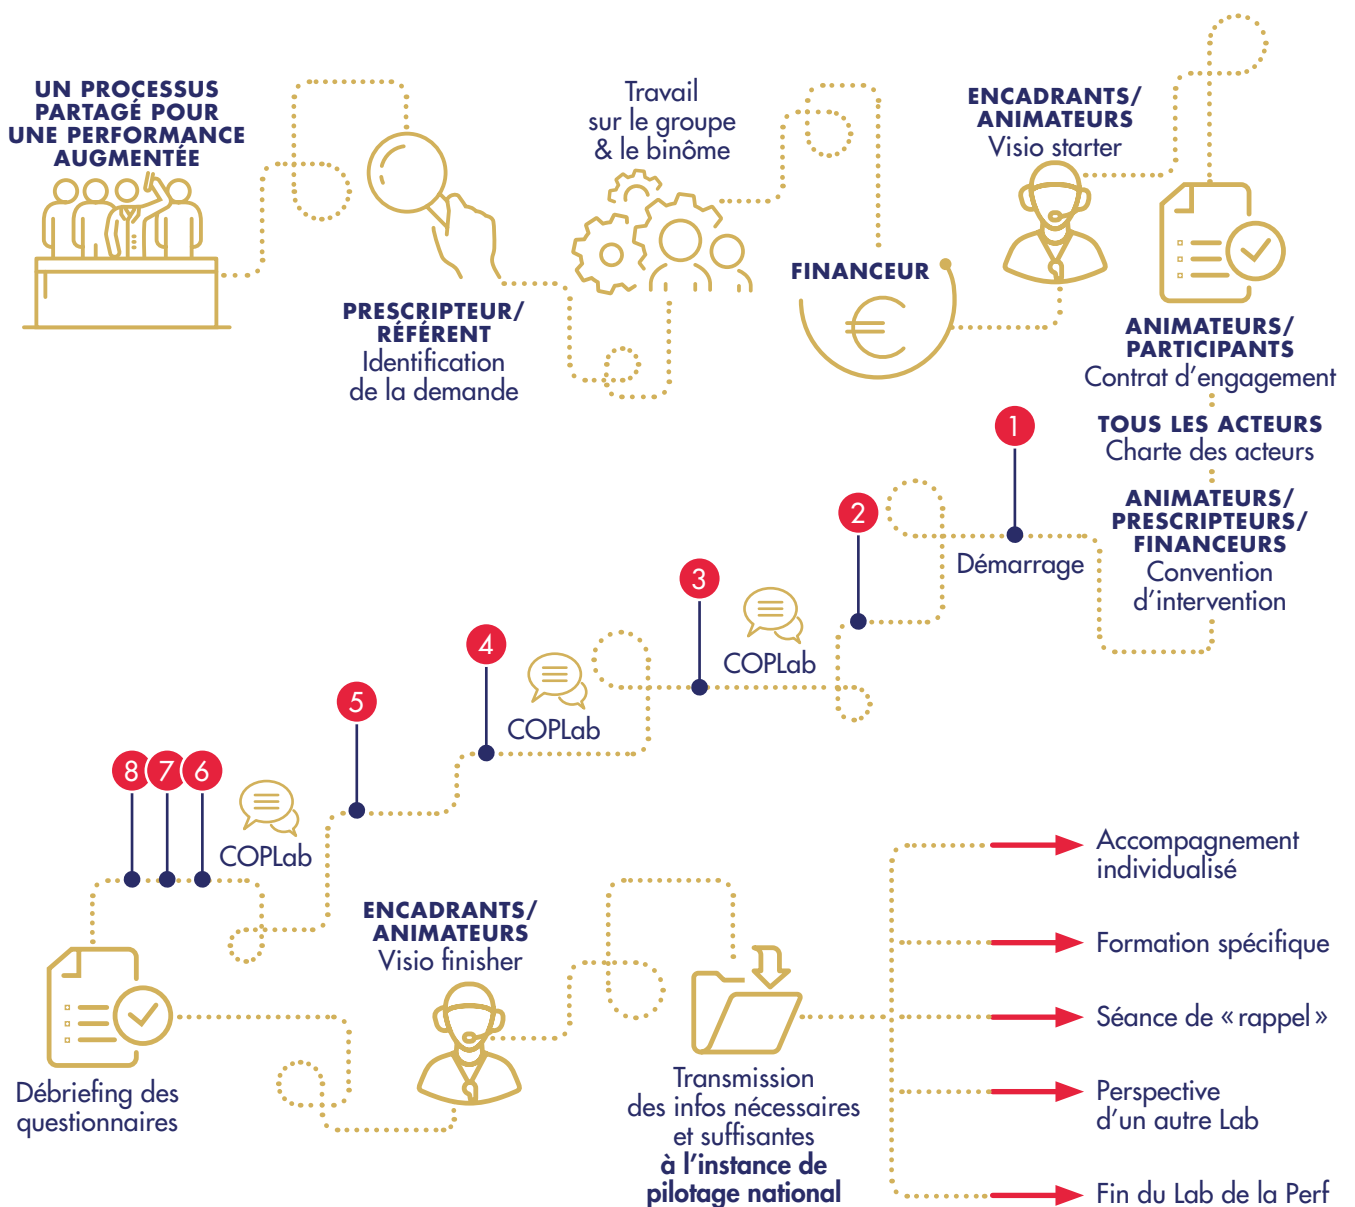 UN PROCESSUS
PARTAGÉ POUR
UNE PERFORMANCE
AUGMENTÉE
PRESCRIPTEUR/
RÉFÉRENT
Identification
de la demande
Travail
sur le groupe
& le binôme
FINANCEUR
ENCADRANTS/
ANIMATEURS
Visio starter
ANIMATEURS/
PARTICIPANTS
Contrat d’engagement
TOUS LES ACTEURS
Charte des acteurs
ANIMATEURS/
PRESCRIPTEURS/
FINANCEURS
Convention
d’intervention
1
Démarrage
2
COPLab
3
COPLab
4
5
COPLab
6
7
8
Débriefing des
questionnaires
ENCADRANTS/
ANIMATEURS
Visio finisher
Transmission
des infos nécessaires
et suffisantes
à l’instance de
pilotage national
Accompagnement
individualisé
Formation spécifique
Séance de « rappel »
Perspective
d’un autre Lab
Fin du Lab de la Perf